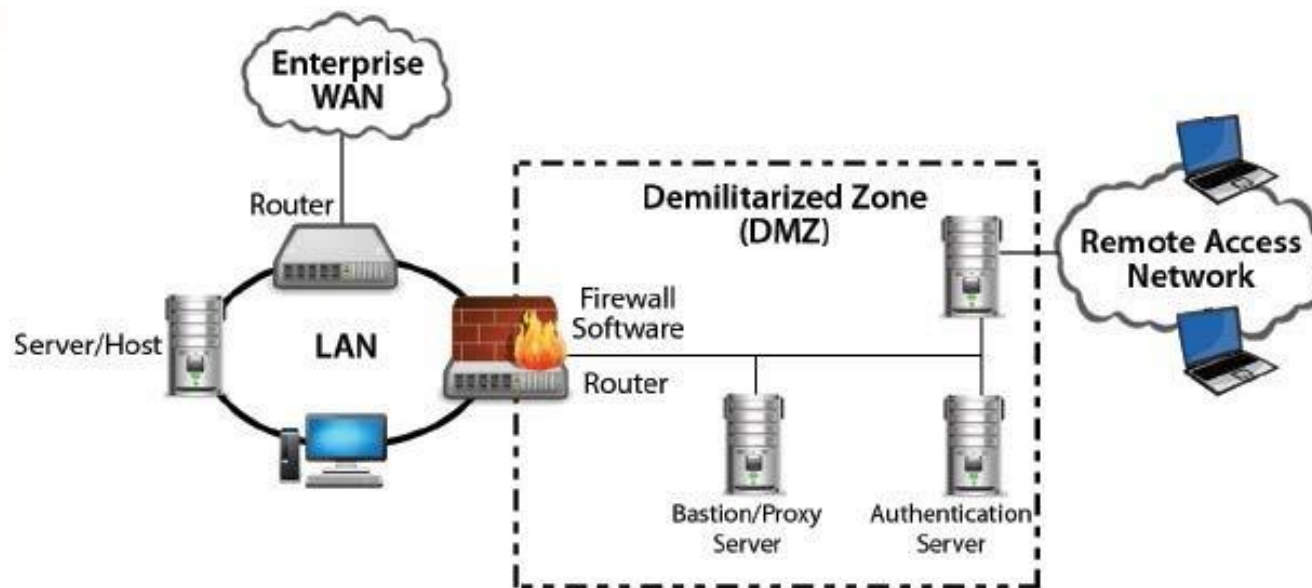 Enterprise
WAN
Router
Server/Host
LAN
Firewall
Software
Router
Demilitarized Zone
(DMZ)
Bastion/Proxy
Server
Authentication
Server
Remote Access
Network